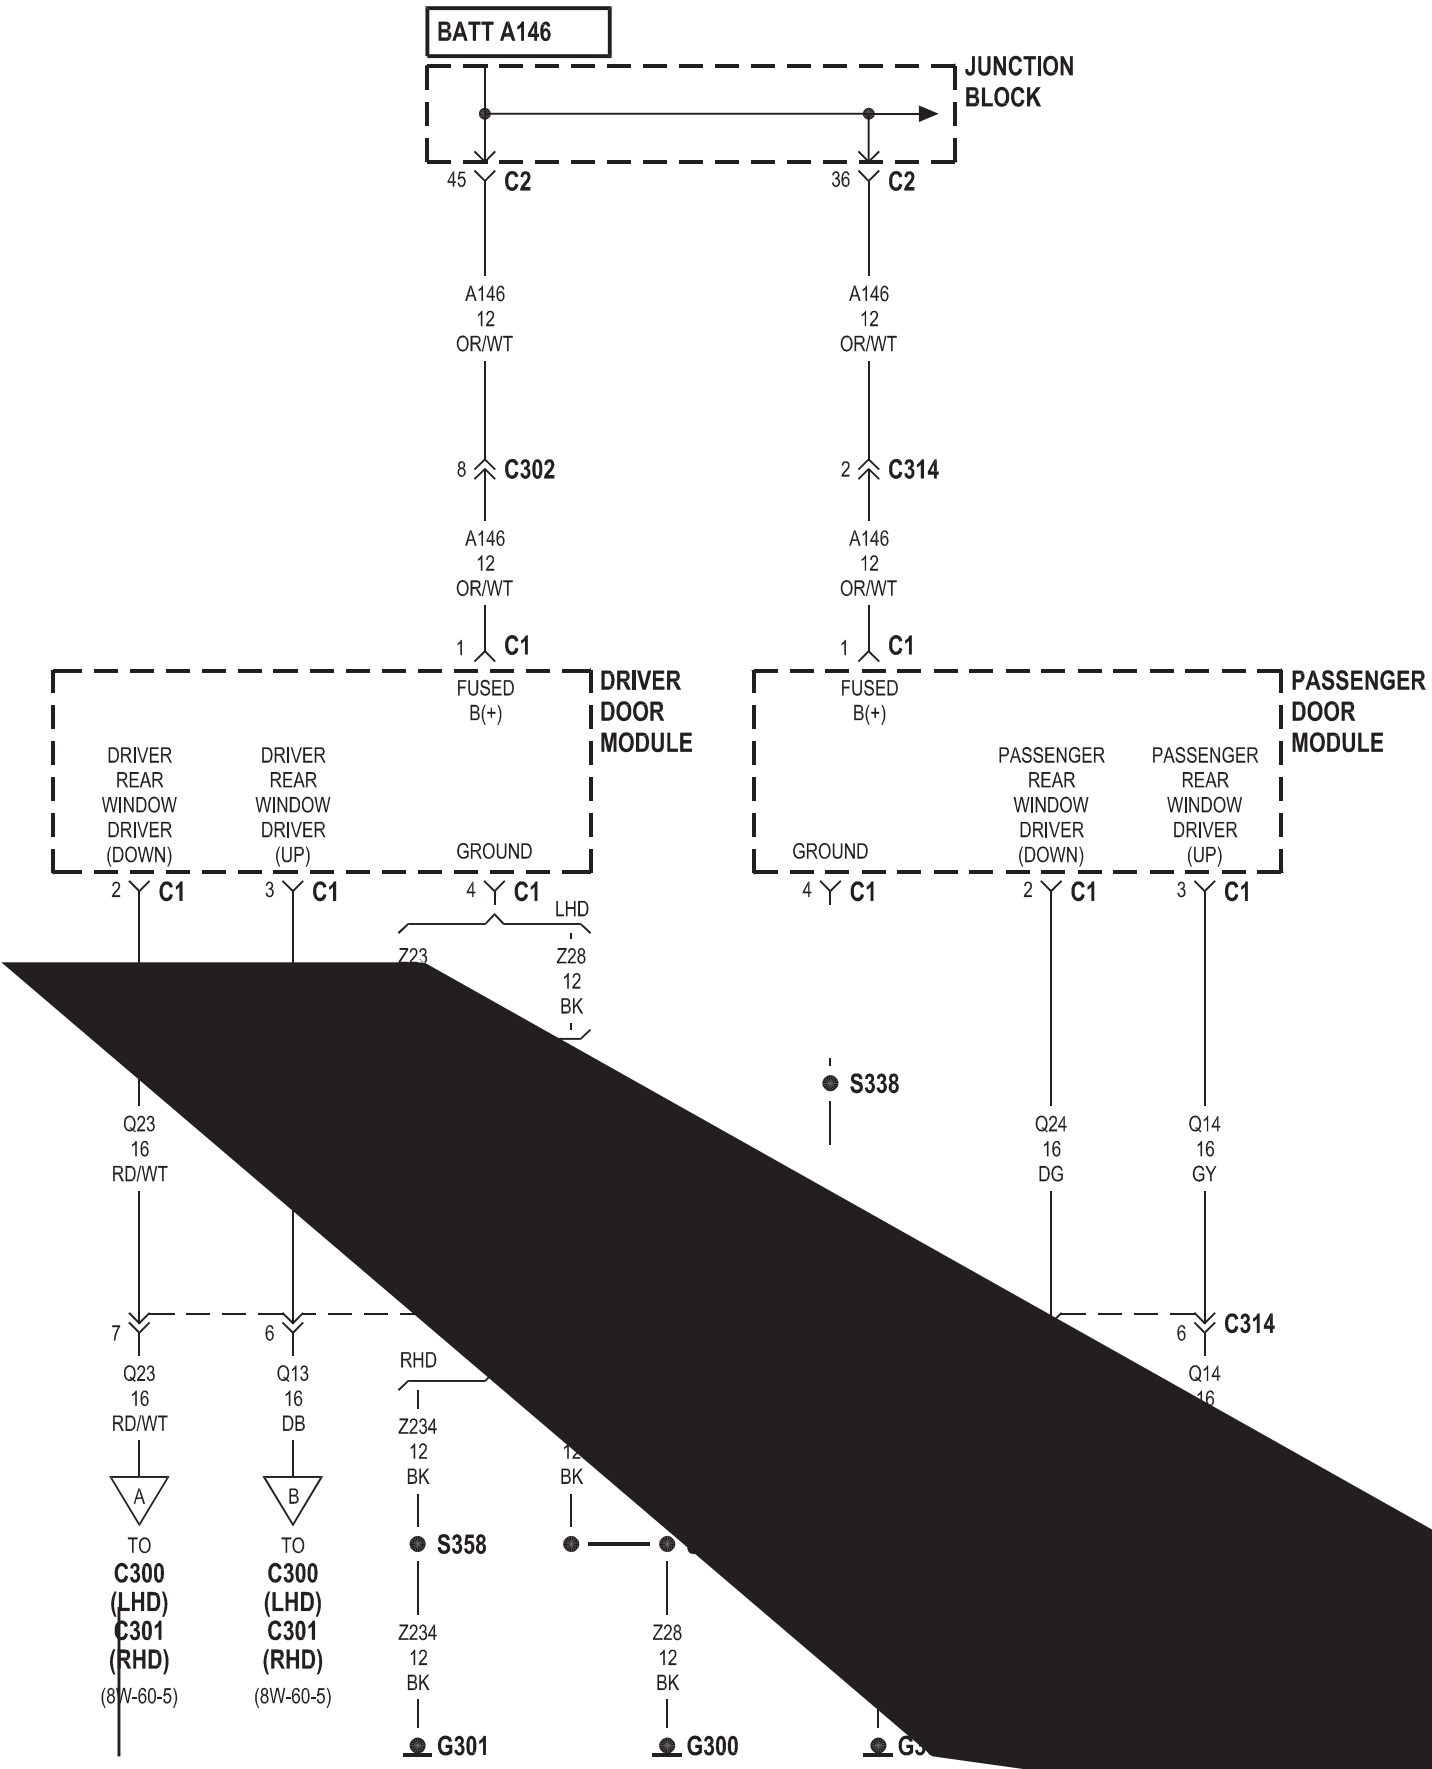 BATT A146
JUNCTION
BLOCK
45 C2
36 C2
A146
12
OR/WT
A146
12
OR/WT
8 C302
2 C314
A146
12
OR/WT
A146
12
OR/WT
1 C1
1 C1
FUSED
B(+)
DRIVER
DOOR
MODULE
FUSED
B(+)
PASSENGER
DOOR
MODULE
DRIVER
REAR
WINDOW
DRIVER
(DOWN)
DRIVER
REAR
WINDOW
DRIVER
(UP)
GROUND
GROUND
PASSENGER
REAR
WINDOW
DRIVER
(DOWN)
PASSENGER
REAR
WINDOW
DRIVER
(UP)
2 C1
3 C1
4 C1
4 C1
2 C1
3 C1
LHD
Z28
12
BK
S338
Q23
16
RD/WT
Q24
16
DG
Q14
16
GY
7
6
6 C314
Q23
16
RD/WT
Q13
16
DB
RHD
Z234
12
BK
12
BK
Q14
16
A
B
S358
TO
C300
(LHD)
C301
(RHD)
(8W-60-5)
TO
C300
(LHD)
C301
(RHD)
(8W-60-5)
Z234
12
BK
Z28
12
BK
G301
G300